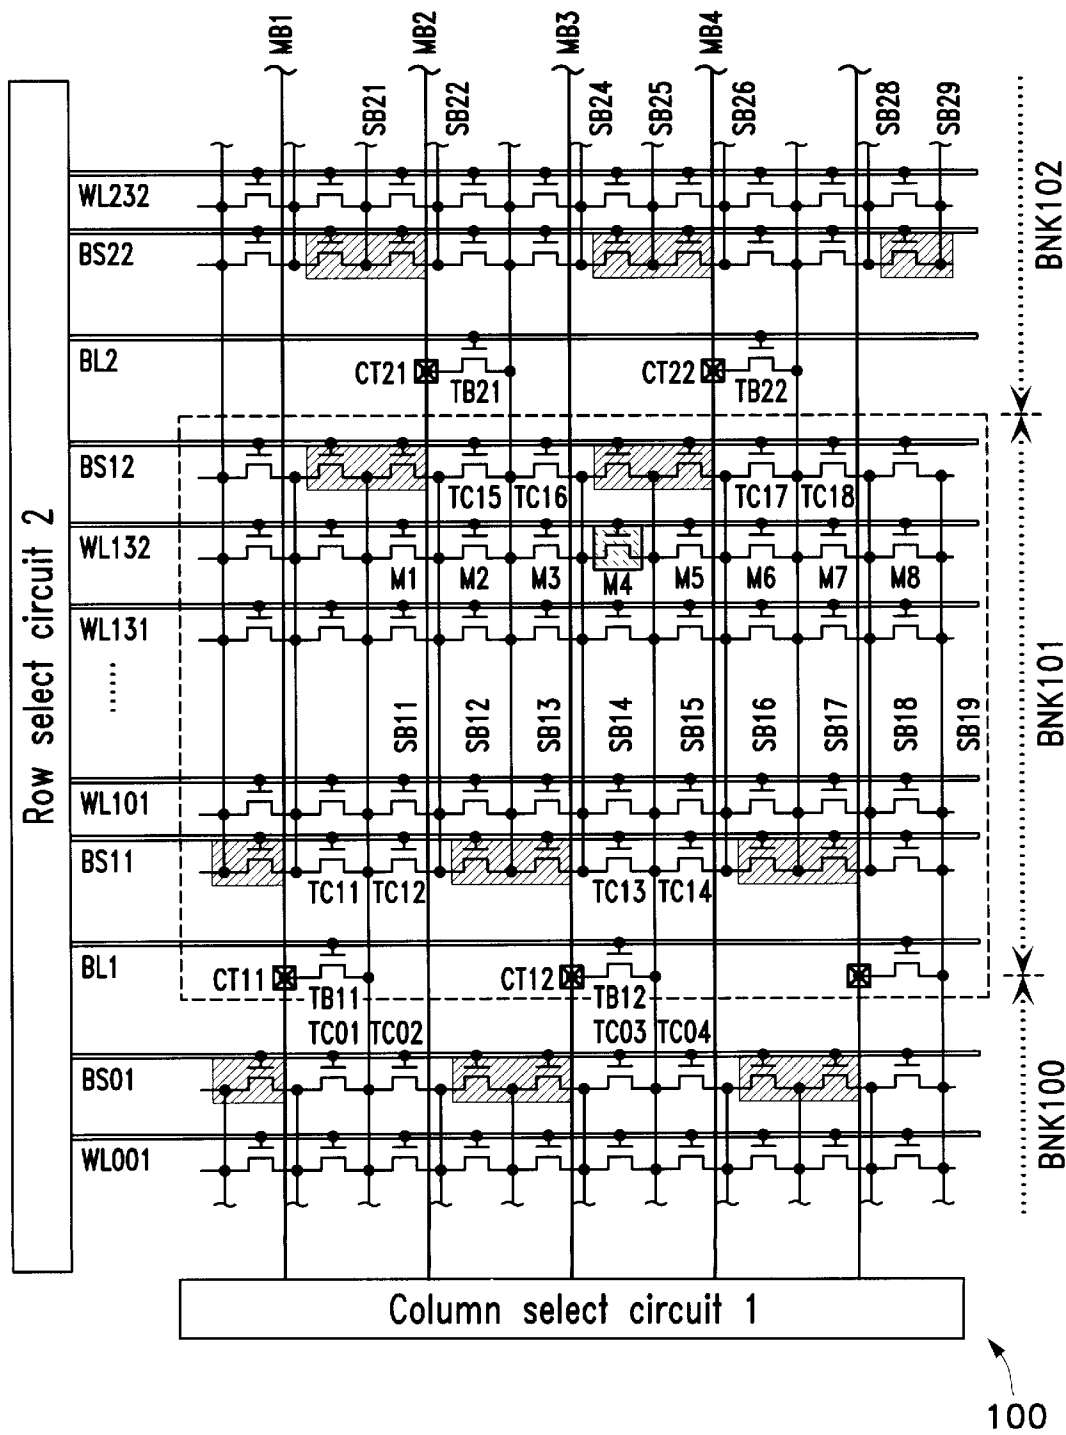 MB1
MB2
MB3
MB4
SB21
SB22
SB24
SB25
SB26
SB28
SB29
WL232
BS22
BL2
CT21
TB21
CT22
TB22
BNK102
BS12
TC15
TC16
TC17
TC18
WL132
M1
M2
M3
M4
M5
M6
M7
M8
WL131
Row select circuit 2
BNK101
SB11
SB12
SB13
SB14
SB15
SB16
SB17
SB18
SB19
WL101
BS11
TC11
TC12
TC13
TC14
BL1
CT11
TB11
CT12
TB12
TC01
TC02
TC03
TC04
BS01
WL001
BNK100
Column select circuit 1
100